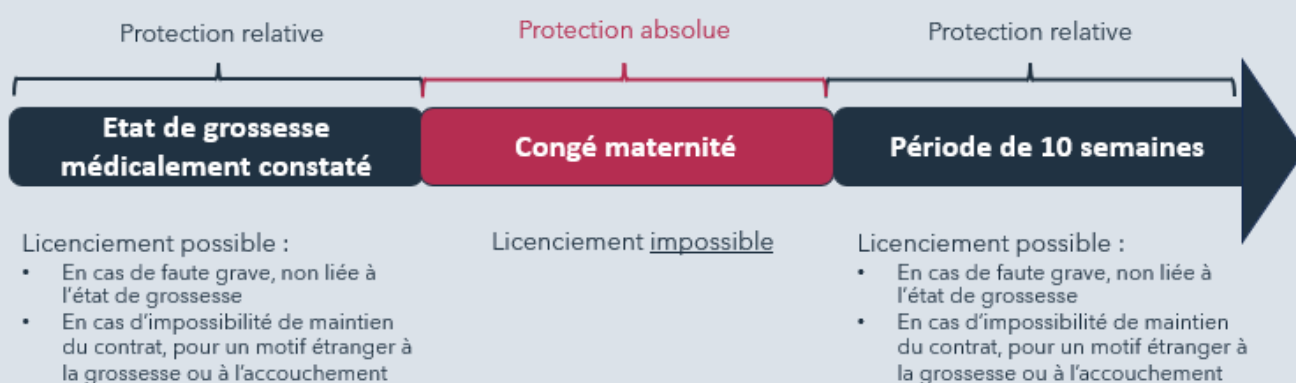 Protection relative
Protection absolue
Protection relative
Etat de grossesse
médicalement constaté
Congé maternité
Période de 10 semaines
Licenciement possible :
• En cas de faute grave, non liée à
l'état de grossesse
• En cas d'impossibilité de maintien
du contrat, pour un motif étranger à
la grossesse ou à l'accouchement
Licenciement impossible
Licenciement possible :
• En cas de faute grave, non liée à
l'état de grossesse
• En cas d'impossibilité de maintien
du contrat, pour un motif étranger à
la grossesse ou à l'accouchement